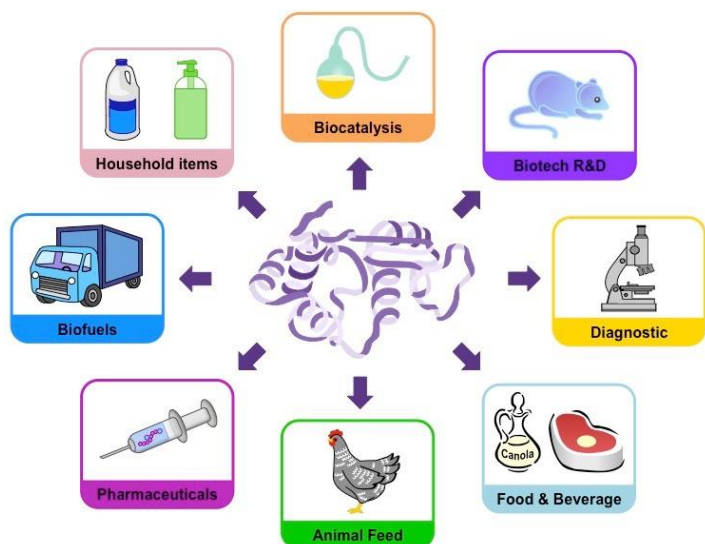 Biocatalysis
Household items
Biotech R&D
Biofuels
Diagnostic
Pharmaceuticals
Canola
Food & Beverage
Animal Feed